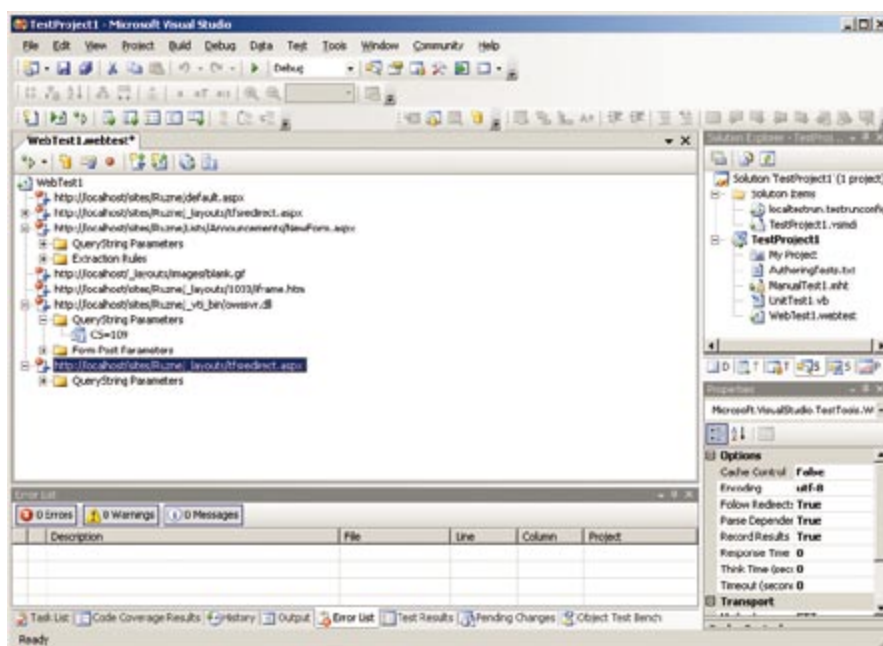 TestProject1 - Microsoft Visual Studio
File Edit View Project Build Debug Data Test Tools Window Community Help
Debug
WebTest1.webtest*
WebTest1
http://localhost/sites/Ruzne/default.aspx
http://localhost/sites/Ruzne/_layouts/tfsredirect.aspx
http://localhost/sites/Ruzne/Lists/Announcements/NewForm.aspx
QueryString Parameters
Extraction Rules
http://localhost/_layouts/images/blank.gif
http://localhost/sites/Ruzne/_layouts/1033/iframe.htm
http://localhost/sites/Ruzne/_vti_bin/owssvr.dll
QueryString Parameters
CS=109
Form Post Parameters
http://localhost/sites/Ruzne/_layouts/tfsredirect.aspx
QueryString Parameters
Solution Explorer - TestProj...
Solution 'TestProject1' (1 project)
Solution Items
localtestrun.testrunconfi
TestProject1.vsmdi
TestProject1
My Project
AuthoringTests.txt
ManualTest1.mht
UnitTest1.vb
WebTest1.webtest
Properties
Microsoft.VisualStudio.TestTools.W
Options
Cache Control False
Encoding utf-8
Follow Redirects True
Parse Depender True
Record Results True
Response Time 0
Think Time (sec 0
Timeout (secon 0
Transport
Error List
0 Errors 0 Warnings 0 Messages
Description File Line Column Project
Task List Code Coverage Results History Output Error List Test Results Pending Changes Object Test Bench
Ready